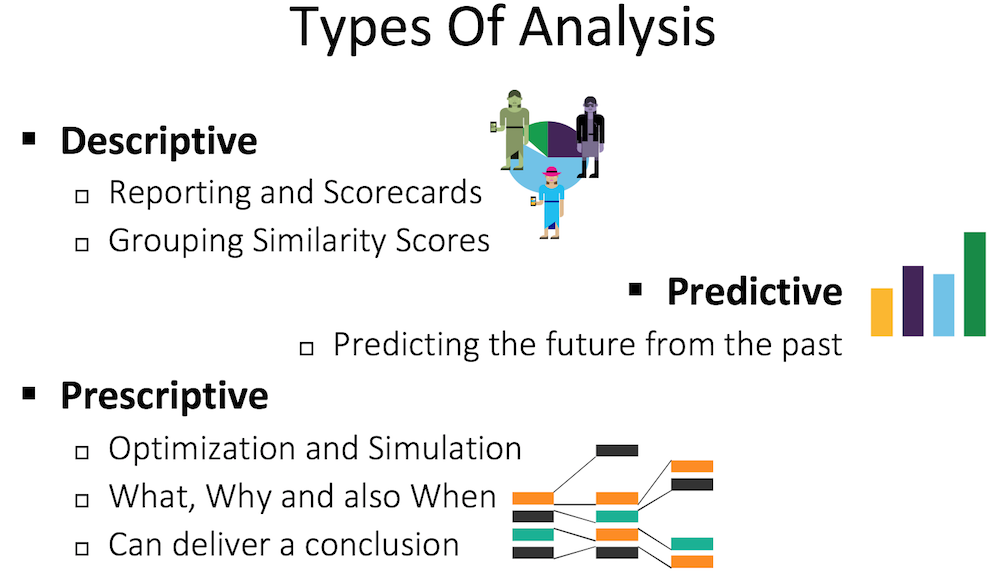 Types Of Analysis
Descriptive
Reporting and Scorecards
Grouping Similarity Scores
Predictive
Predicting the future from the past
Prescriptive
Optimization and Simulation
What, Why and also When
Can deliver a conclusion